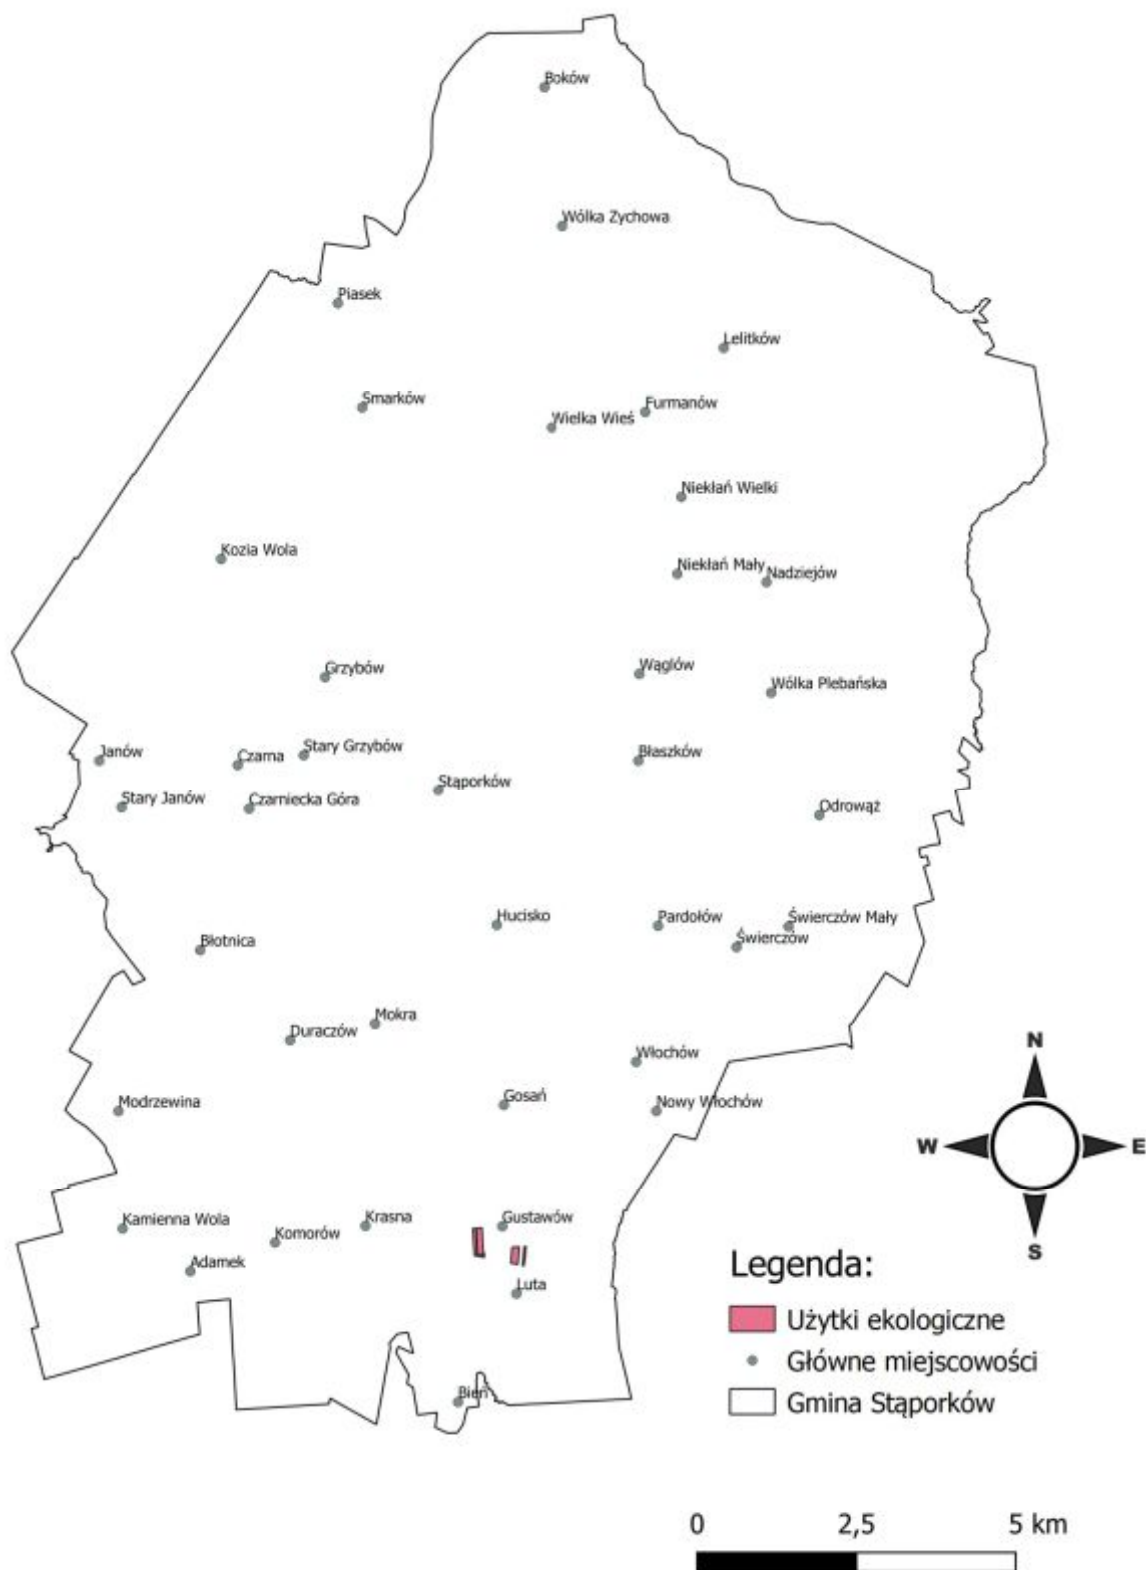 Boków
Wólka Zychowa
Piasek
Lelitków
Smarków
Furmanów
Wielka Wieś
Niekłań Wielki
Kozia Wola
Niekłań Mały
Nadziejów
Grzybów
Wąglów
Wólka Plebańska
Janów
Czarna
Stary Grzybów
Błaszków
Stąporków
Stary Janów
Czarniecka Góra
Odrowąż
Hucisko
Pardołów
Świerczów Mały
Świerczów
Błotnica
Mokra
Duraczów
Włochów
Modrzewina
Gosań
Nowy Włochów
Kamienna Wola
Krasna
Gustawów
Komorów
Adamek
Luta
Bień
N
W
E
S
Legenda:
Użytki ekologiczne
Główne miejscowości
Gmina Stąporków
0 2,5 5 km